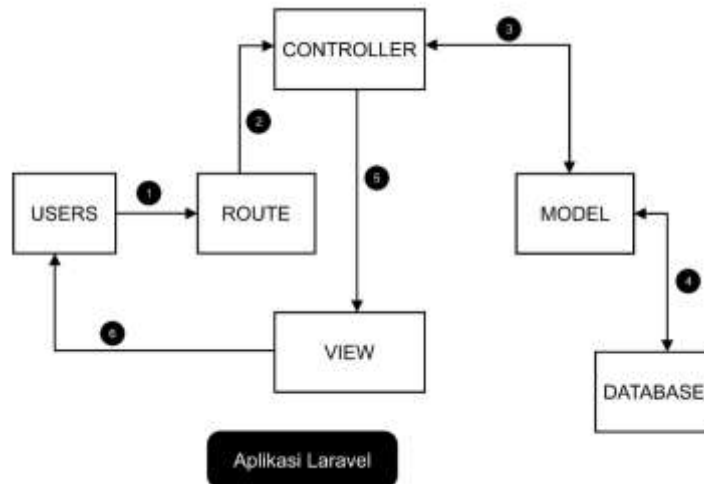 CONTROLLER
3
2
1
5
USERS
ROUTE
MODEL
4
6
VIEW
DATABASE
Aplikasi Laravel